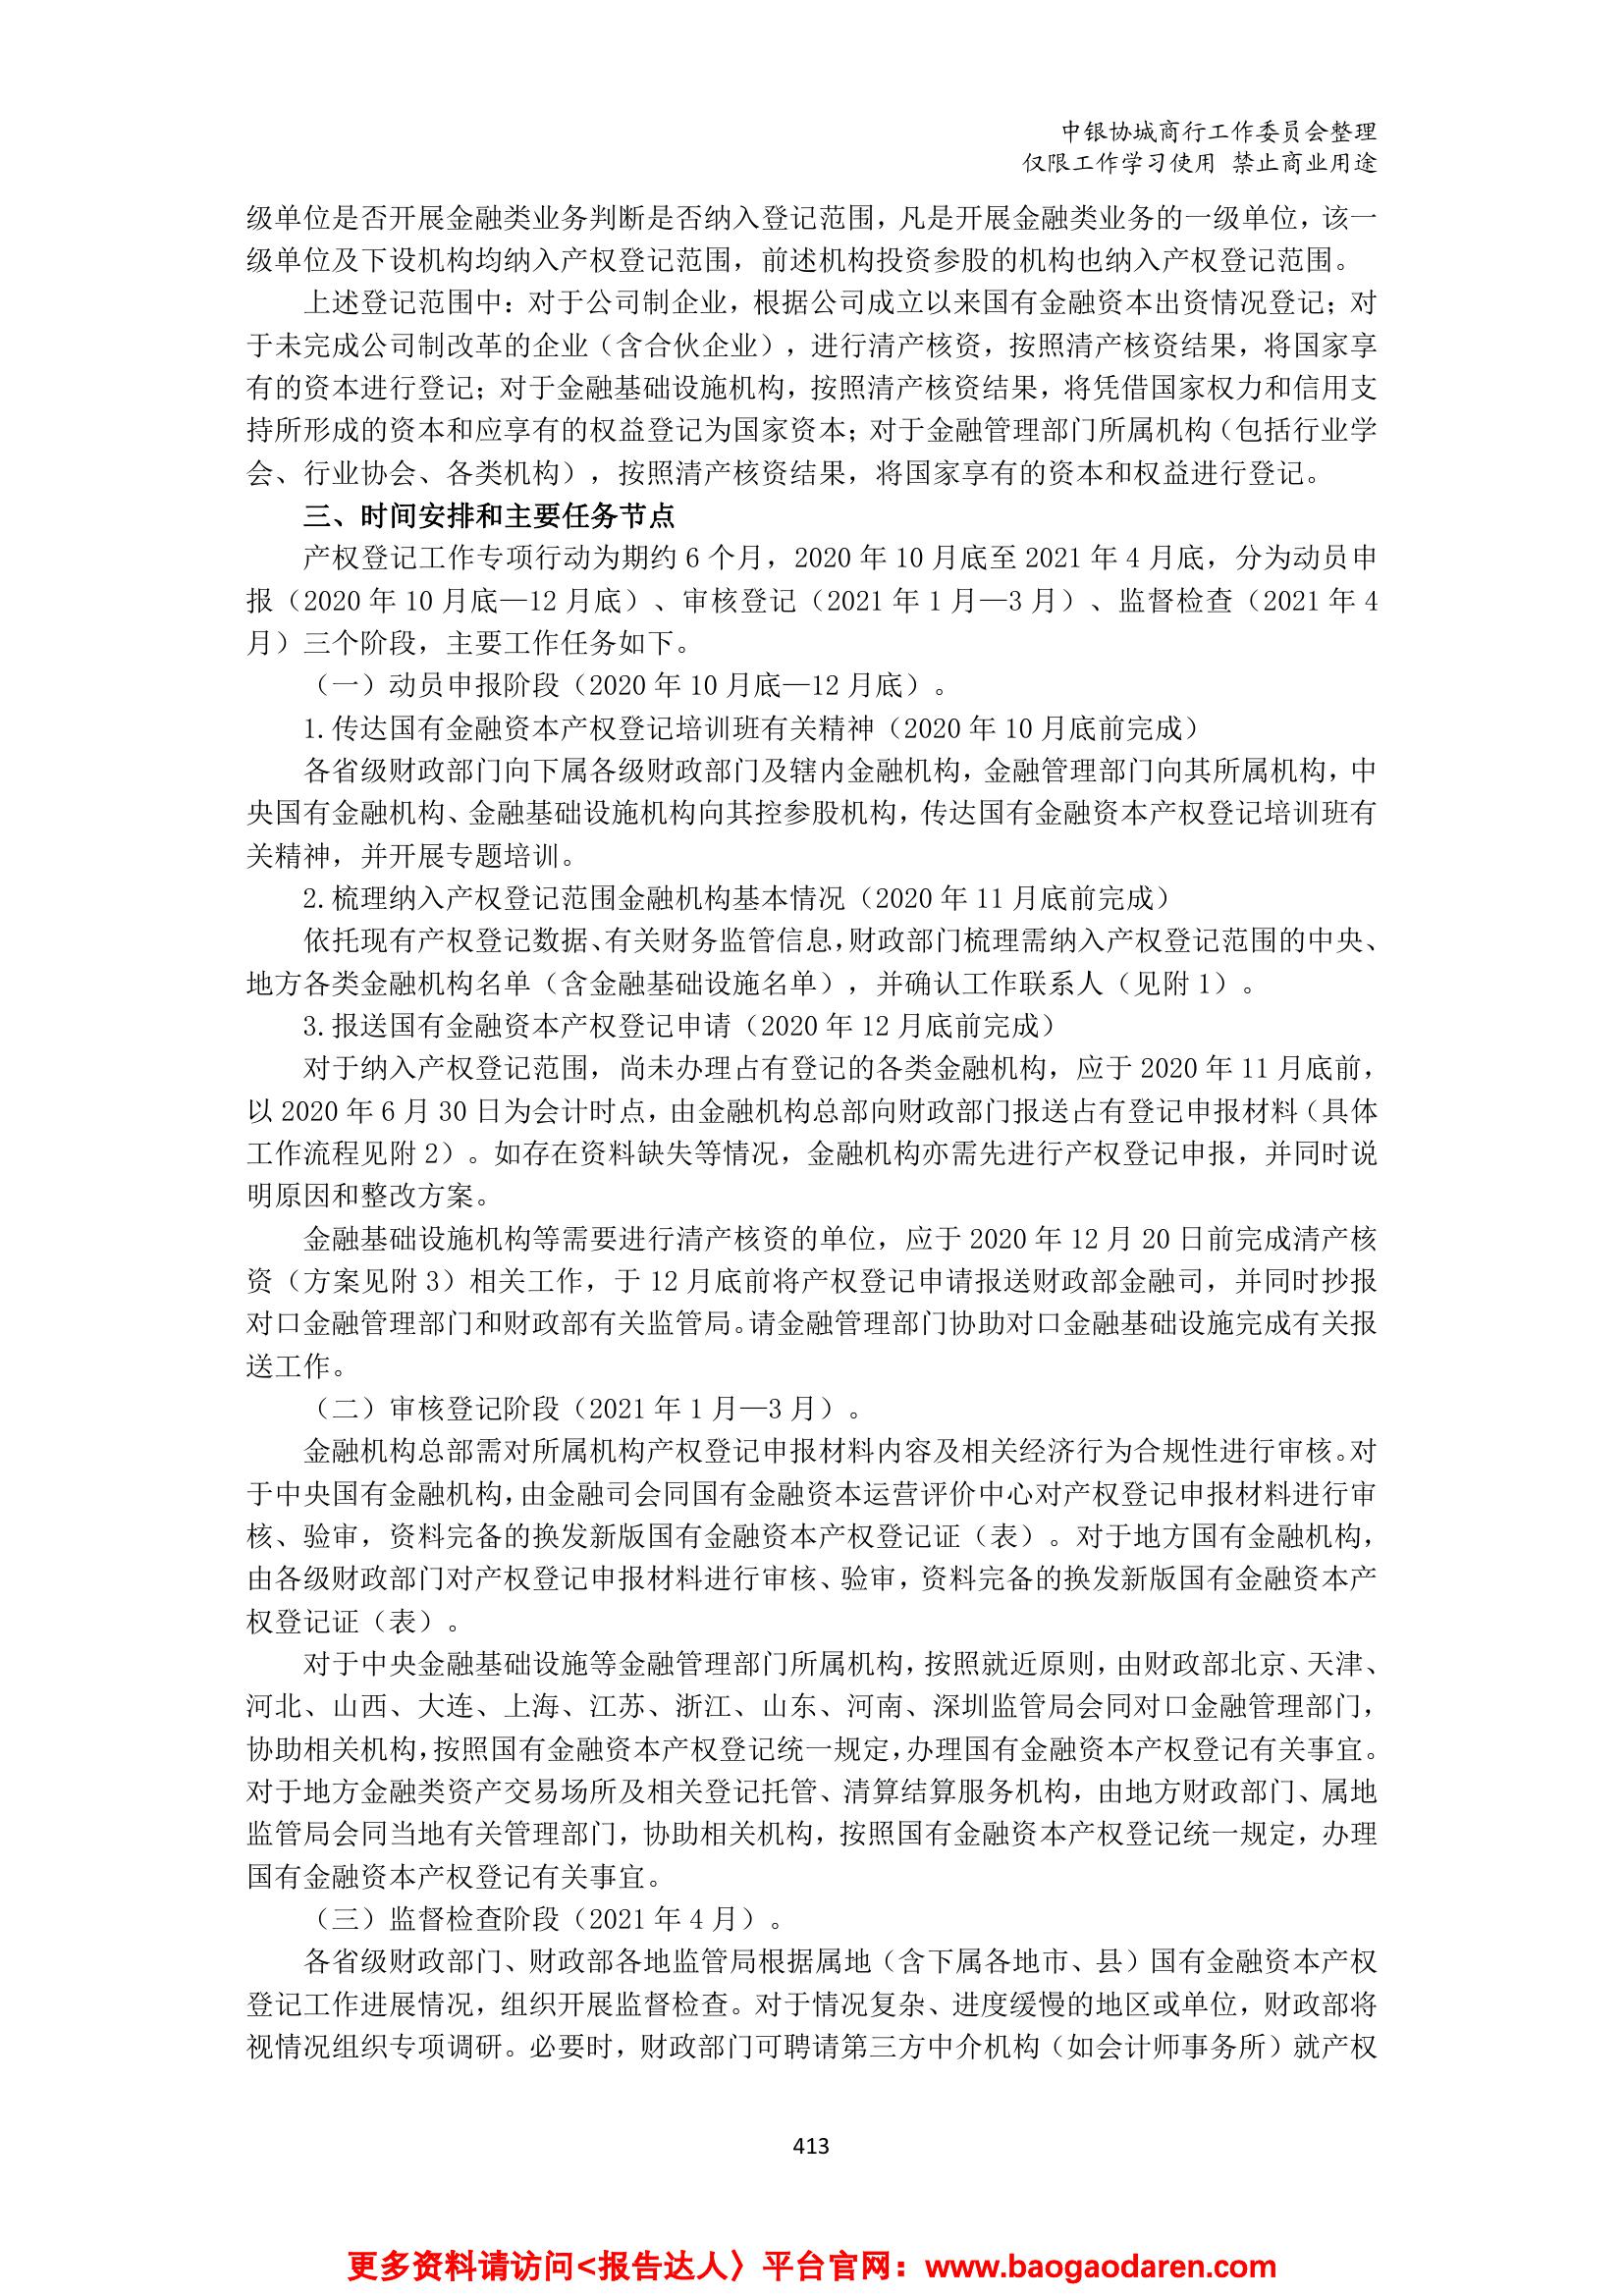 中银协城商行工作委员会整理
仅限工作学习使用 禁止商业用途
级单位是否开展金融类业务判断是否纳入登记范围，凡是开展金融类业务的一级单位，该一
级单位及下设机构均纳入产权登记范围，前述机构投资参股的机构也纳入产权登记范围。
上述登记范围中：对于公司制企业，根据公司成立以来国有金融资本出资情况登记；对
于未完成公司制改革的企业（含合伙企业），进行清产核资，按照清产核资结果，将国家享
有的资本进行登记；对于金融基础设施机构，按照清产核资结果，将凭借国家权力和信用支
持所形成的资本和应享有的权益登记为国家资本；对于金融管理部门所属机构（包括行业学
会、行业协会、各类机构），按照清产核资结果，将国家享有的资本和权益进行登记。
三、时间安排和主要任务节点
产权登记工作专项行动为期约 6 个月，2020 年 10 月底至 2021 年 4 月底，分为动员申
报（2020 年 10 月底—12 月底）、审核登记（2021 年 1 月—3 月）、监督检查（2021 年 4
月）三个阶段，主要工作任务如下。
（一）动员申报阶段（2020 年 10 月底—12 月底）。
1.传达国有金融资本产权登记培训班有关精神（2020 年 10 月底前完成）
各省级财政部门向下属各级财政部门及辖内金融机构，金融管理部门向其所属机构，中
央国有金融机构、金融基础设施机构向其控参股机构，传达国有金融资本产权登记培训班有
关精神，并开展专题培训。
2.梳理纳入产权登记范围金融机构基本情况（2020 年 11 月底前完成）
依托现有产权登记数据、有关财务监管信息，财政部门梳理需纳入产权登记范围的中央、
地方各类金融机构名单（含金融基础设施名单），并确认工作联系人（见附 1）。
3.报送国有金融资本产权登记申请（2020 年 12 月底前完成）
对于纳入产权登记范围，尚未办理占有登记的各类金融机构，应于 2020 年 11 月底前，
以 2020 年 6 月 30 日为会计时点，由金融机构总部向财政部门报送占有登记申报材料（具体
工作流程见附 2）。如存在资料缺失等情况，金融机构亦需先进行产权登记申报，并同时说
明原因和整改方案。
金融基础设施机构等需要进行清产核资的单位，应于 2020 年 12 月 20 日前完成清产核
资（方案见附 3）相关工作，于 12 月底前将产权登记申请报送财政部金融司，并同时抄报
对口金融管理部门和财政部有关监管局。请金融管理部门协助对口金融基础设施完成有关报
送工作。
（二）审核登记阶段（2021 年 1 月—3 月）。
金融机构总部需对所属机构产权登记申报材料内容及相关经济行为合规性进行审核。对
于中央国有金融机构，由金融司会同国有金融资本运营评价中心对产权登记申报材料进行审
核、验审，资料完备的换发新版国有金融资本产权登记证（表）。对于地方国有金融机构，
由各级财政部门对产权登记申报材料进行审核、验审，资料完备的换发新版国有金融资本产
权登记证（表）。
对于中央金融基础设施等金融管理部门所属机构，按照就近原则，由财政部北京、天津、
河北、山西、大连、上海、江苏、浙江、山东、河南、深圳监管局会同对口金融管理部门，
协助相关机构，按照国有金融资本产权登记统一规定，办理国有金融资本产权登记有关事宜。
对于地方金融类资产交易场所及相关登记托管、清算结算服务机构，由地方财政部门、属地
监管局会同当地有关管理部门，协助相关机构，按照国有金融资本产权登记统一规定，办理
国有金融资本产权登记有关事宜。
（三）监督检查阶段（2021 年 4 月）。
各省级财政部门、财政部各地监管局根据属地（含下属各地市、县）国有金融资本产权
登记工作进展情况，组织开展监督检查。对于情况复杂、进度缓慢的地区或单位，财政部将
视情况组织专项调研。必要时，财政部门可聘请第三方中介机构（如会计师事务所）就产权
413
更多资料请访问<报告达人〉平台官网：www.baogaodaren.com